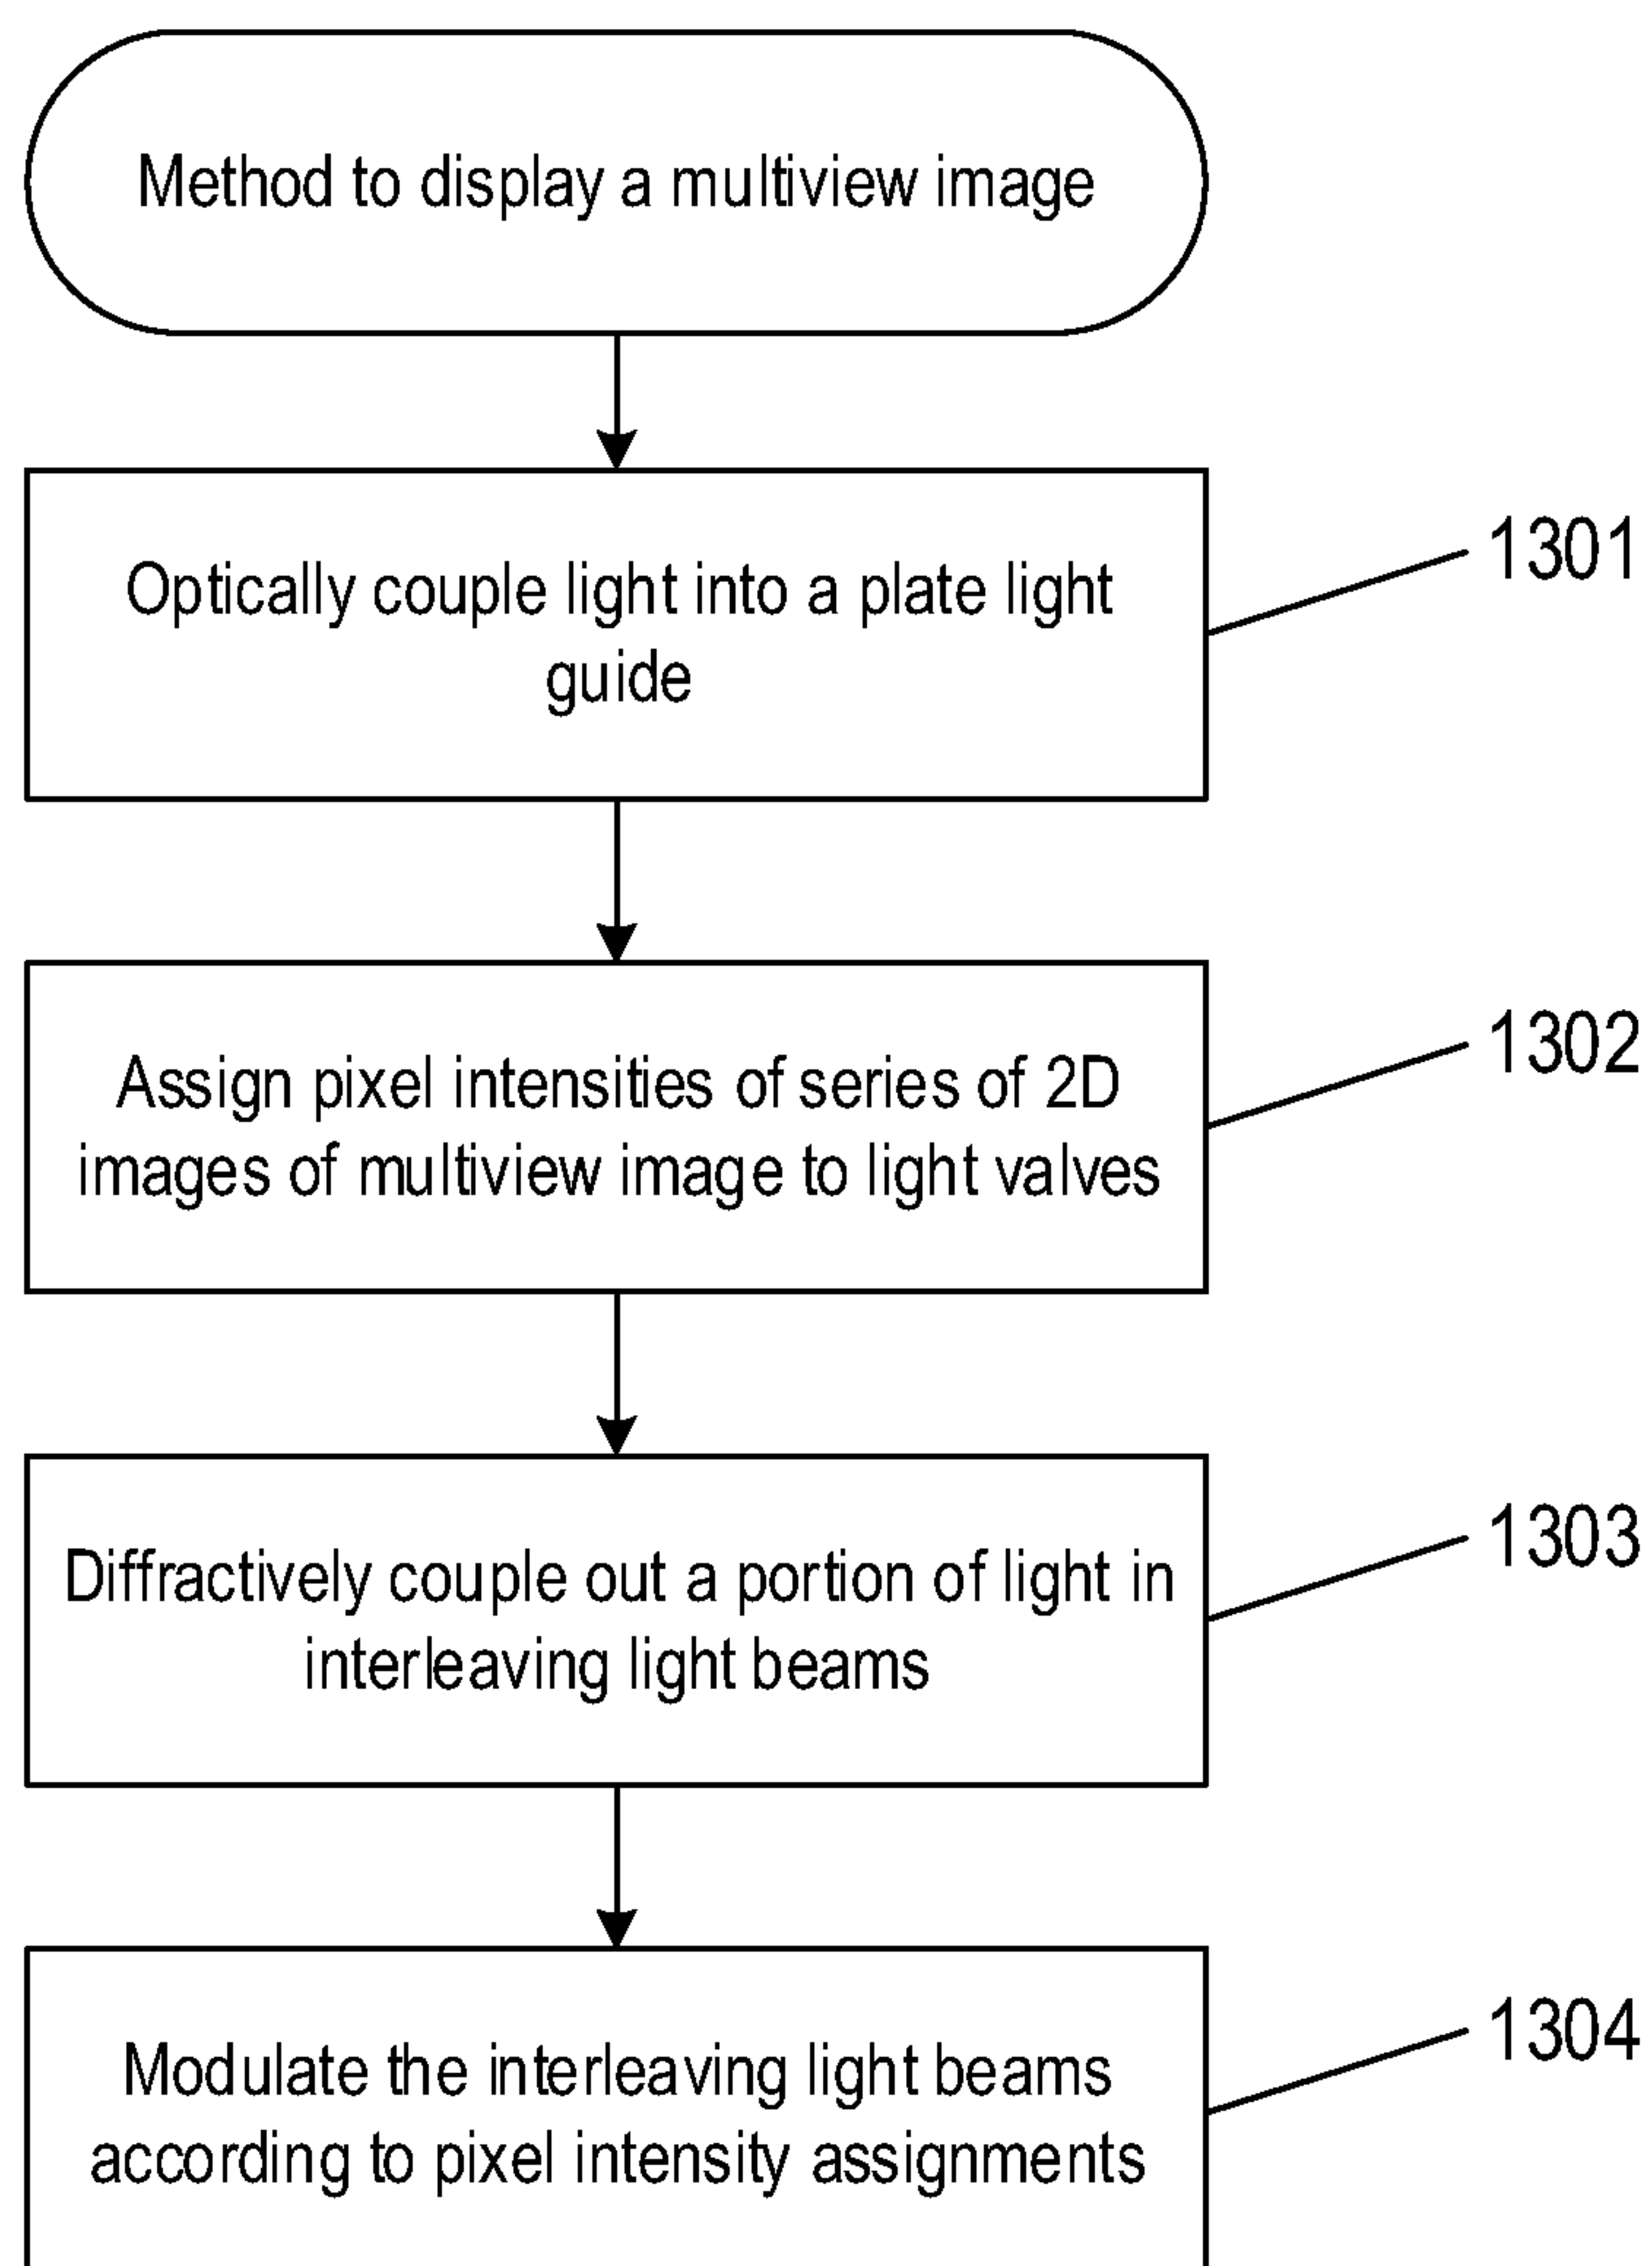 Method to display a multiview image
Optically couple light into a plate light
guide
1301
Assign pixel intensities of series of 2D
images of multiview image to light valves
1302
Diffractively couple out a portion of light in
interleaving light beams
1303
Modulate the interleaving light beams
according to pixel intensity assignments
1304